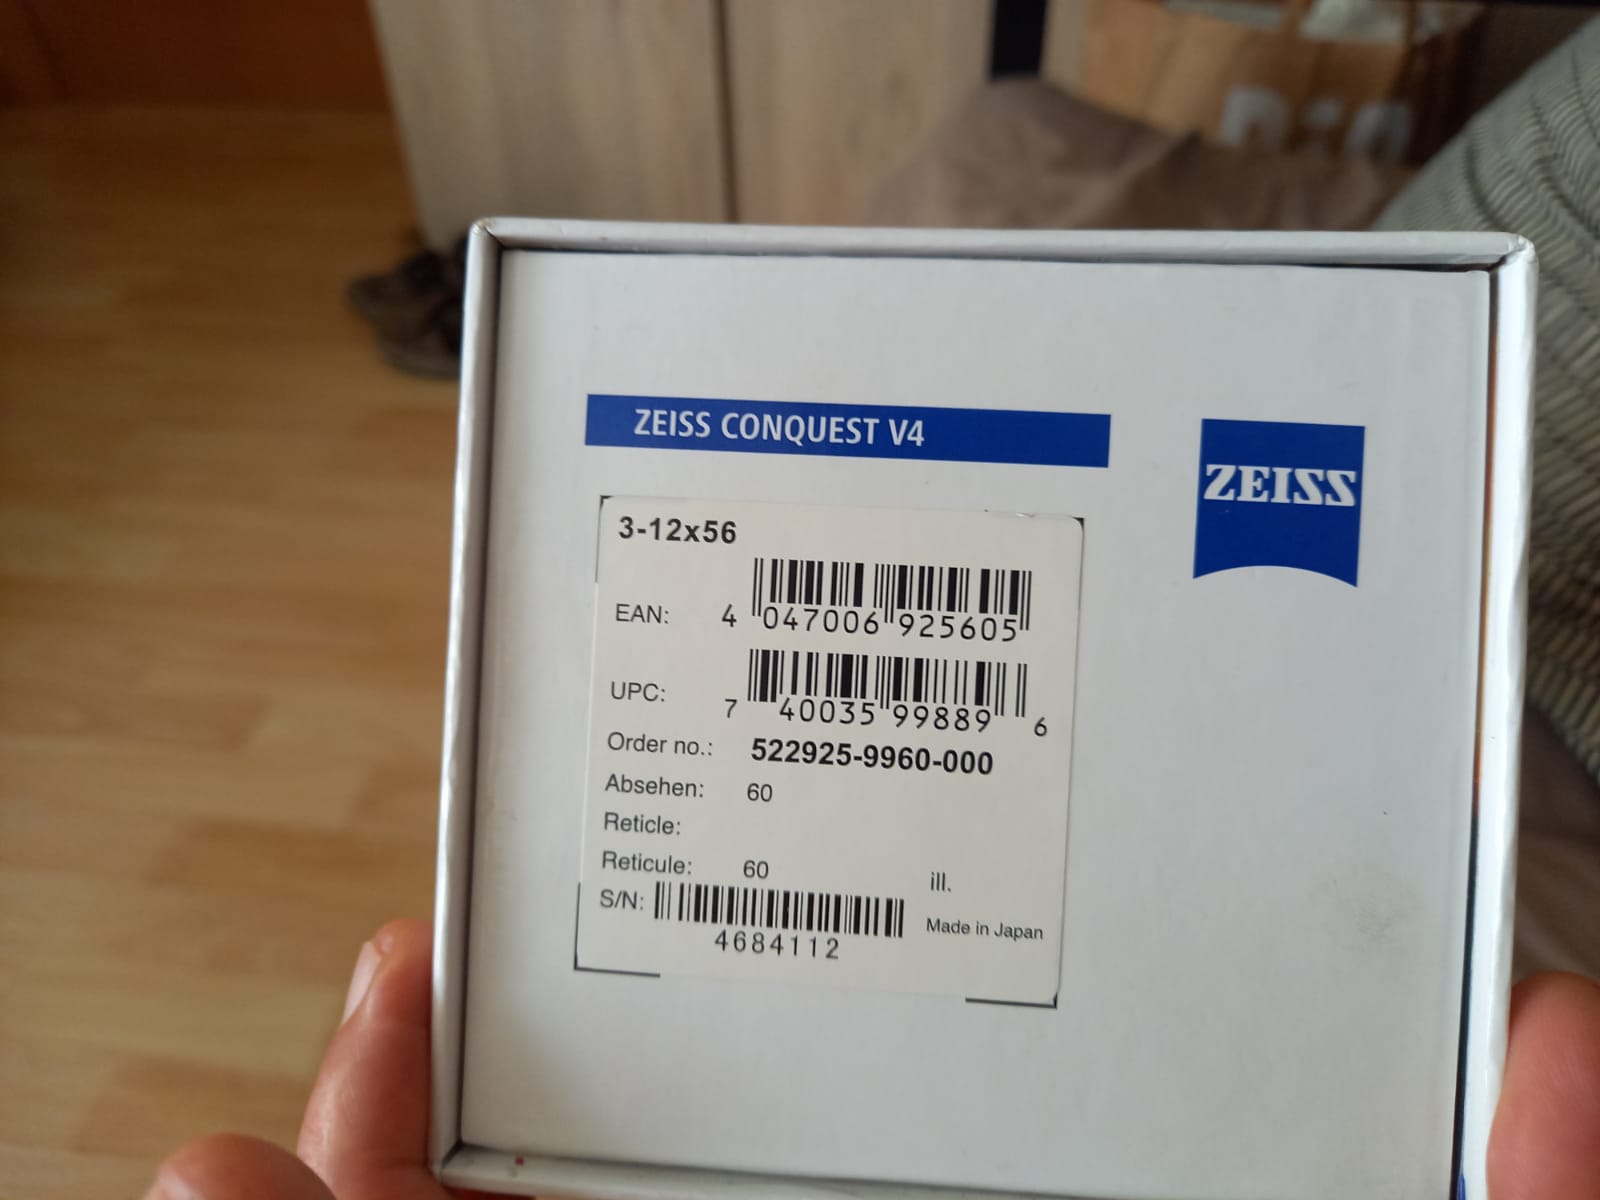 ZEISS CONQUEST V4
ZEISS
3-12x56
EAN: 4 047006 925605
UPC: 7 40035 99889 6
Order no.: 522925-9960-000
Absehen: 60
Reticle:
Reticule: 60 ill.
S/N: Made in Japan
4684112